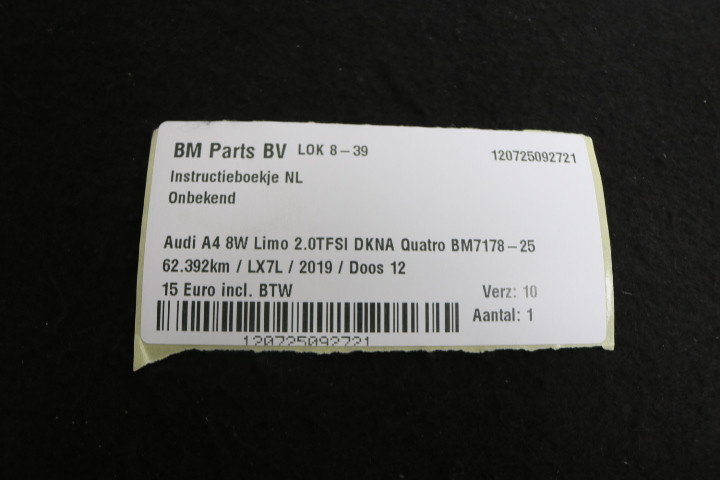 BM Parts BV LOK 8-39 120725092721
Instructieboekje NL
Onbekend
Audi A4 8W Limo 2.0TFSI DKNA Quatro BM7178-25
62.392km / LX7L / 2019 / Doos 12
15 Euro incl. BTW Verz: 10
Aantal: 1
120725092721